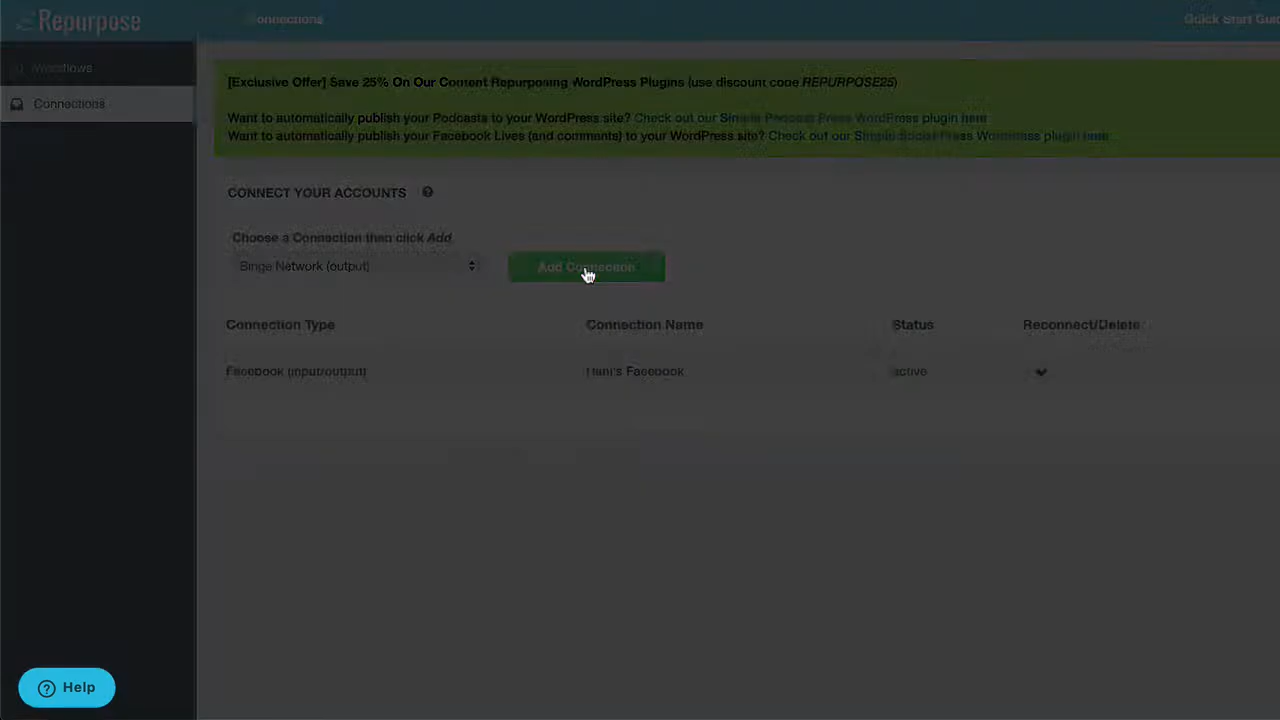 Repurpose
Connections
Quick Start Guid
Workflows
Connections
[Exclusive Offer] Save 25% On Our Content Repurposing WordPress Plugins (use discount code REPURPOSE25)
Want to automatically publish your Podcasts to your WordPress site? Check out our Simple Podcast Press WordPress plugin here
Want to automatically publish your Facebook Lives (and comments) to your WordPress site? Check out our Simple Social Press WordPress plugin here
CONNECT YOUR ACCOUNTS
Choose a Connection then click Add
Binge Network (output) Add Connection
Connection Type Connection Name Status Reconnect/Delete
Facebook (input/output) Hani's Facebook active
Help